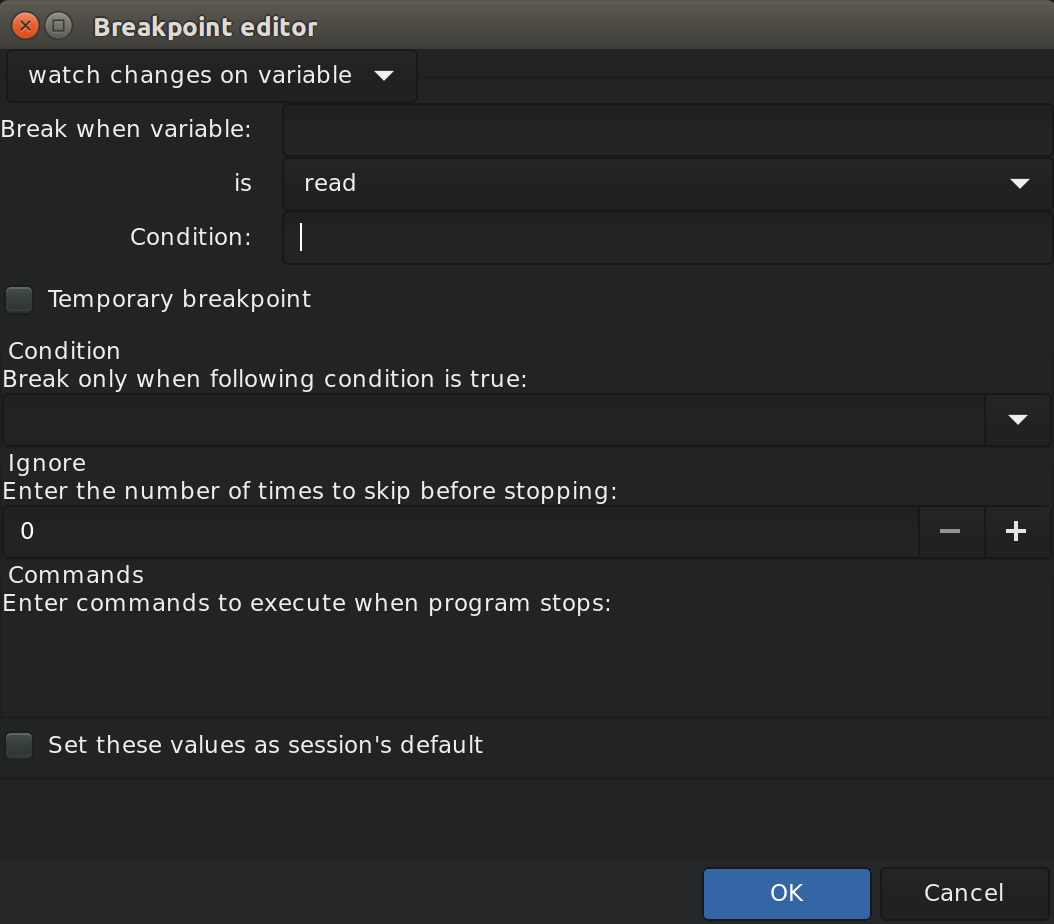 Breakpoint editor
watch changes on variable
Break when variable:
is read
Condition:
Temporary breakpoint
Condition
Break only when following condition is true:
Ignore
Enter the number of times to skip before stopping:
0
Commands
Enter commands to execute when program stops:
Set these values as session's default
OK Cancel